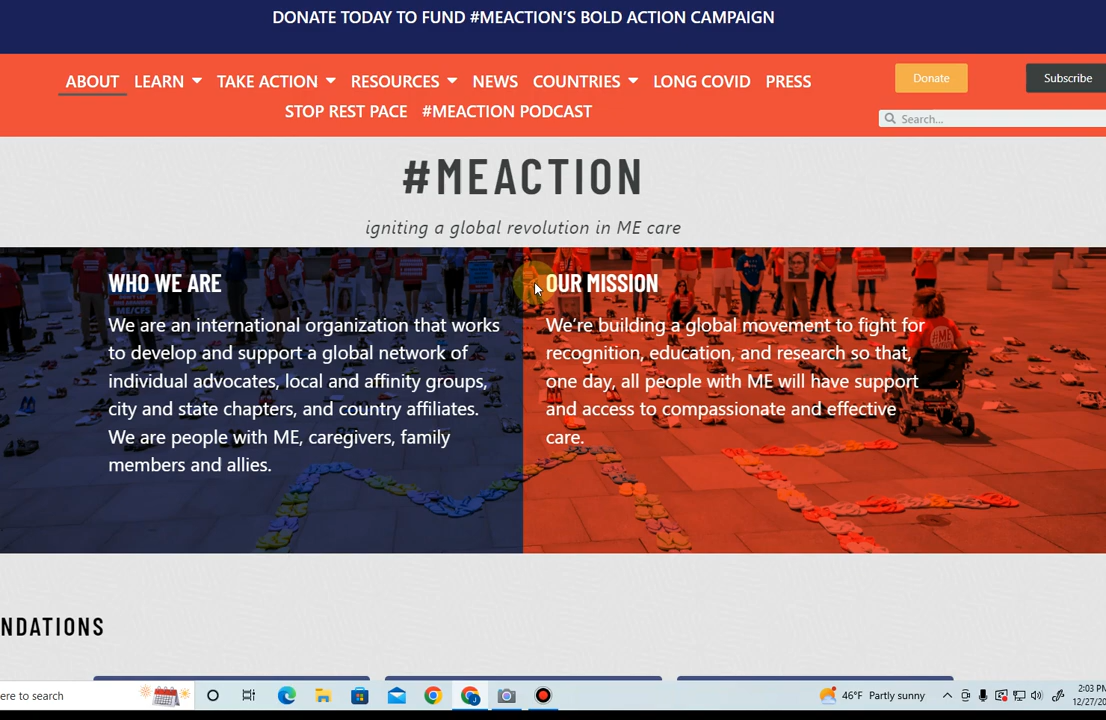 DONATE TODAY TO FUND #MEACTION'S BOLD ACTION CAMPAIGN
ABOUT LEARN TAKE ACTION RESOURCES NEWS COUNTRIES LONG COVID PRESS
STOP REST PACE #MEACTION PODCAST
Donate
Subscribe
Search...
#MEACTION
igniting a global revolution in ME care
WHO WE ARE
We are an international organization that works
to develop and support a global network of
individual advocates, local and affinity groups,
city and state chapters, and country affiliates.
We are people with ME, caregivers, family
members and allies.
OUR MISSION
We're building a global movement to fight for
recognition, education, and research so that,
one day, all people with ME will have support
and access to compassionate and effective
care.
NDATIONS
ere to search
46°F Partly sunny
2:03 PM
12/27/20